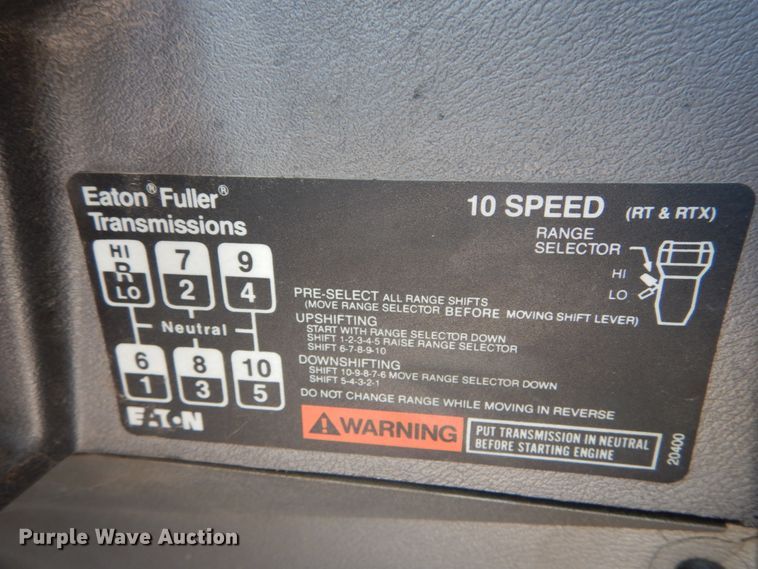 Eaton® Fuller®
Transmissions
10 SPEED (RT & RTX)
RANGE
SELECTOR
HI
LO
HI
R
LO
7
2
9
4
Neutral
6
1
8
3
10
5
EATON
PRE-SELECT ALL RANGE SHIFTS
(MOVE RANGE SELECTOR BEFORE MOVING SHIFT LEVER)
UPSHIFTING
START WITH RANGE SELECTOR DOWN
SHIFT 1-2-3-4-5 RAISE RANGE SELECTOR
SHIFT 6-7-8-9-10
DOWNSHIFTING
SHIFT 10-9-8-7-6 MOVE RANGE SELECTOR DOWN
SHIFT 5-4-3-2-1
DO NOT CHANGE RANGE WHILE MOVING IN REVERSE
WARNING
PUT TRANSMISSION IN NEUTRAL
BEFORE STARTING ENGINE
20400
Purple Wave Auction